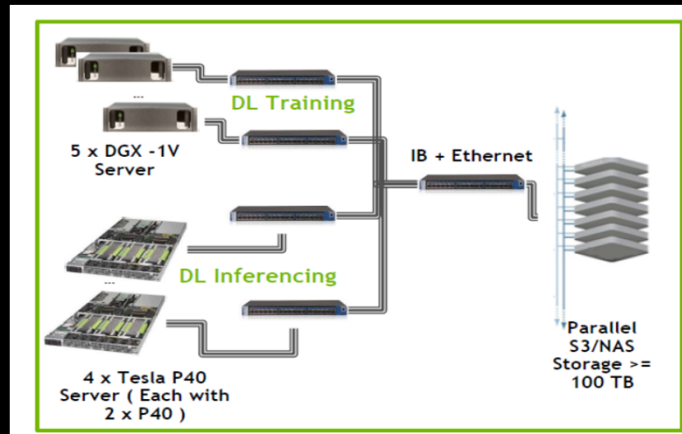 ...
DL Training
5 x DGX -1V
Server
IB + Ethernet
DL Inferencing
...
4 x Tesla P40
Server ( Each with
2 x P40 )
Parallel
S3/NAS
Storage >=
100 TB